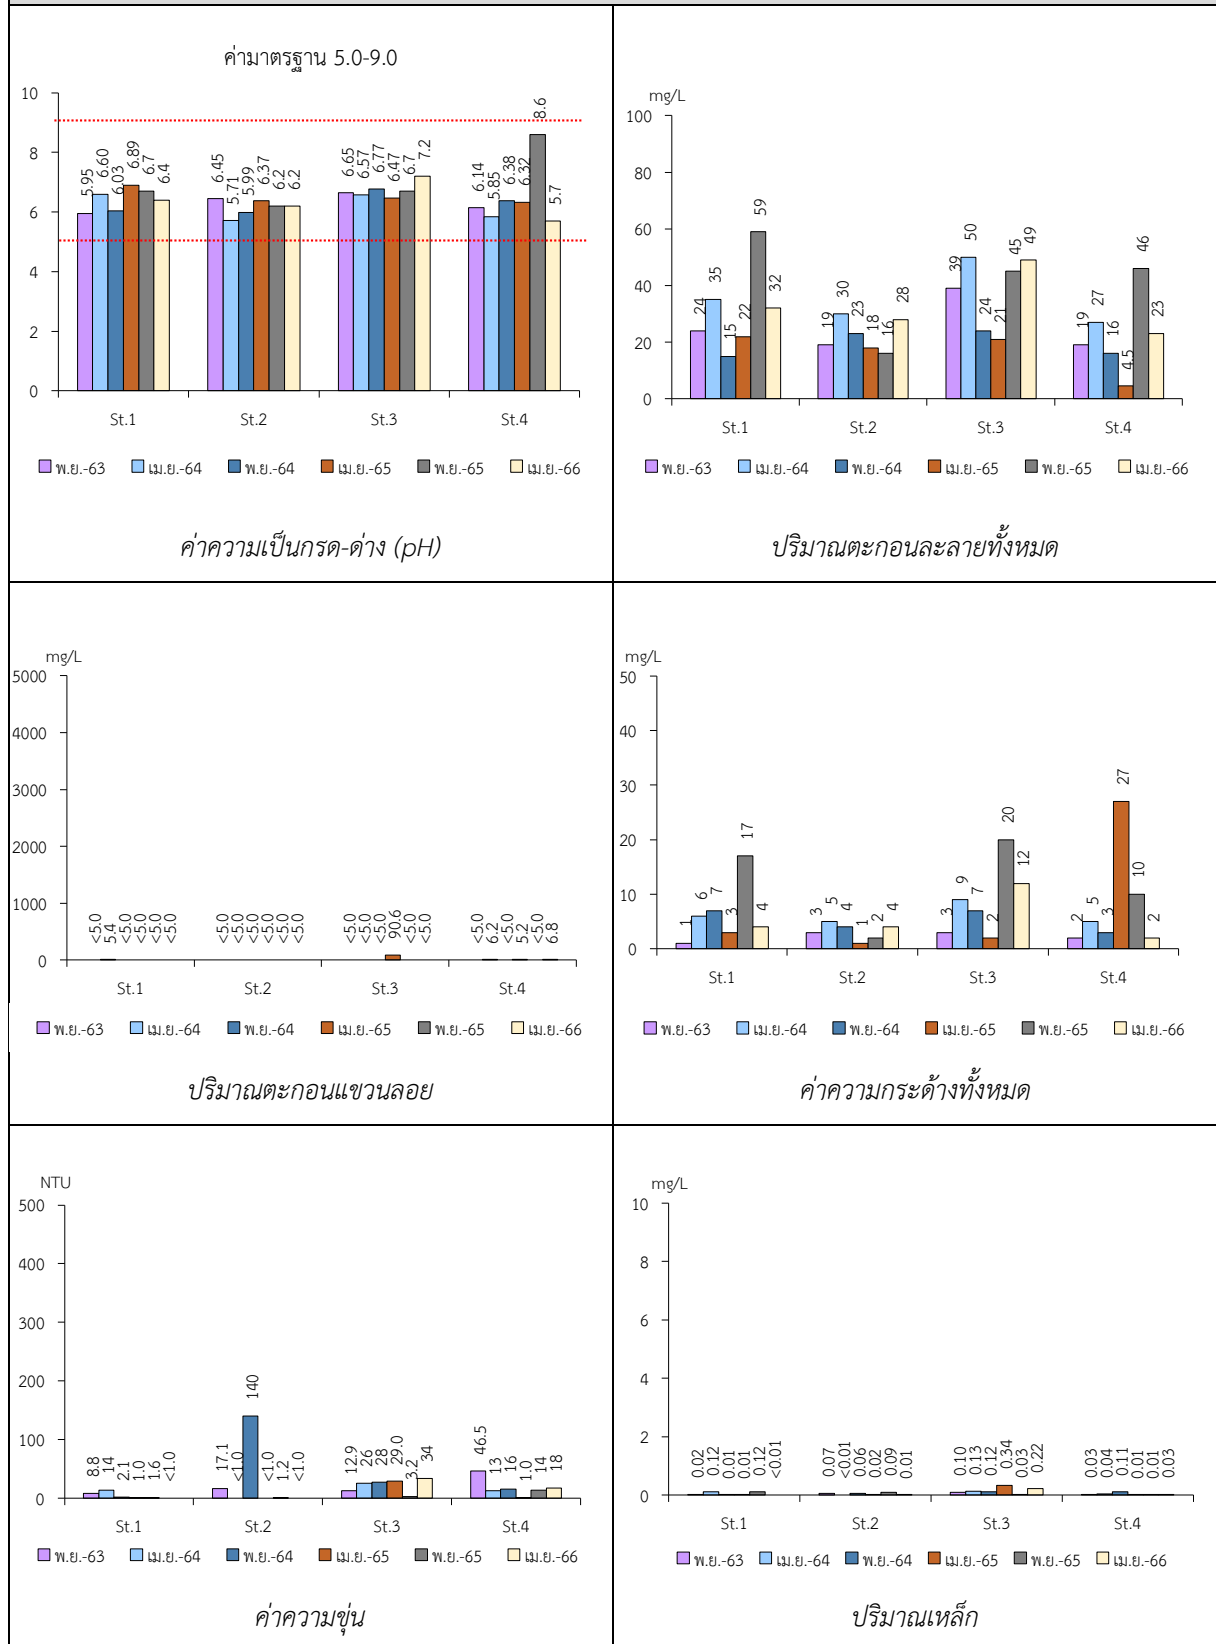 ค่ามาตรฐาน 5.0-9.0
10
8
6
4
2
0
5.95 6.60 6.03 6.89 6.7 6.4
6.45 5.71 5.99 6.37 6.2 6.2
6.65 6.57 6.77 6.47 6.7 7.2
6.14 5.85 6.38 6.32 8.6 5.7
St.1 St.2 St.3 St.4
พ.ย.-63 เม.ย.-64 พ.ย.-64 เม.ย.-65 พ.ย.-65 เม.ย.-66
ค่าความเป็นกรด-ด่าง (pH)
mg/L
100
80
60
40
20
0
24 35 15 22 59 32
19 30 23 18 16 28
39 50 24 21 45 49
19 27 16 4.5 46 23
St.1 St.2 St.3 St.4
พ.ย.-63 เม.ย.-64 พ.ย.-64 เม.ย.-65 พ.ย.-65 เม.ย.-66
ปริมาณตะกอนละลายทั้งหมด
mg/L
5000
4000
3000
2000
1000
0
<5.0 5.4 <5.0 <5.0 <5.0 <5.0
<5.0 <5.0 <5.0 <5.0 <5.0 <5.0
<5.0 <5.0 <5.0 90.6 <5.0 <5.0
<5.0 6.2 <5.0 5.2 <5.0 6.8
St.1 St.2 St.3 St.4
พ.ย.-63 เม.ย.-64 พ.ย.-64 เม.ย.-65 พ.ย.-65 เม.ย.-66
ปริมาณตะกอนแขวนลอย
mg/L
50
40
30
20
10
0
1 6 7 3 17 4
3 5 4 1 2 4
3 9 7 2 20 12
2 5 3 27 10 2
St.1 St.2 St.3 St.4
พ.ย.-63 เม.ย.-64 พ.ย.-64 เม.ย.-65 พ.ย.-65 เม.ย.-66
ค่าความกระด้างทั้งหมด
NTU
500
400
300
200
100
0
8.8 14 2.1 1.0 1.6 <1.0
17.1 <1.0 140 <1.0 1.2 <1.0
12.9 26 28 29.0 3.2 34
46.5 13 16 1.0 14 18
St.1 St.2 St.3 St.4
พ.ย.-63 เม.ย.-64 พ.ย.-64 เม.ย.-65 พ.ย.-65 เม.ย.-66
ค่าความขุ่น
mg/L
10
8
6
4
2
0
0.02 0.12 0.01 0.01 0.12 <0.01
0.07 <0.01 0.06 0.02 0.09 0.01
0.10 0.13 0.12 0.34 0.03 0.22
0.03 0.04 0.11 0.01 0.01 0.03
St.1 St.2 St.3 St.4
พ.ย.-63 เม.ย.-64 พ.ย.-64 เม.ย.-65 พ.ย.-65 เม.ย.-66
ปริมาณเหล็ก